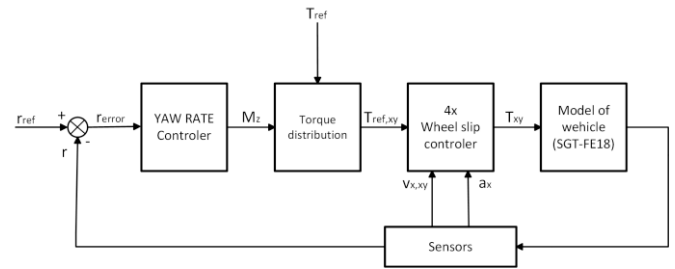 Tref
rref
+
rerror
r
-
YAW RATE
Controler
Mz
Torque
distribution
Tref,xy
4x
Wheel slip
controler
Txy
Model of
wehicle
(SGT-FE18)
vx,xy
ax
Sensors